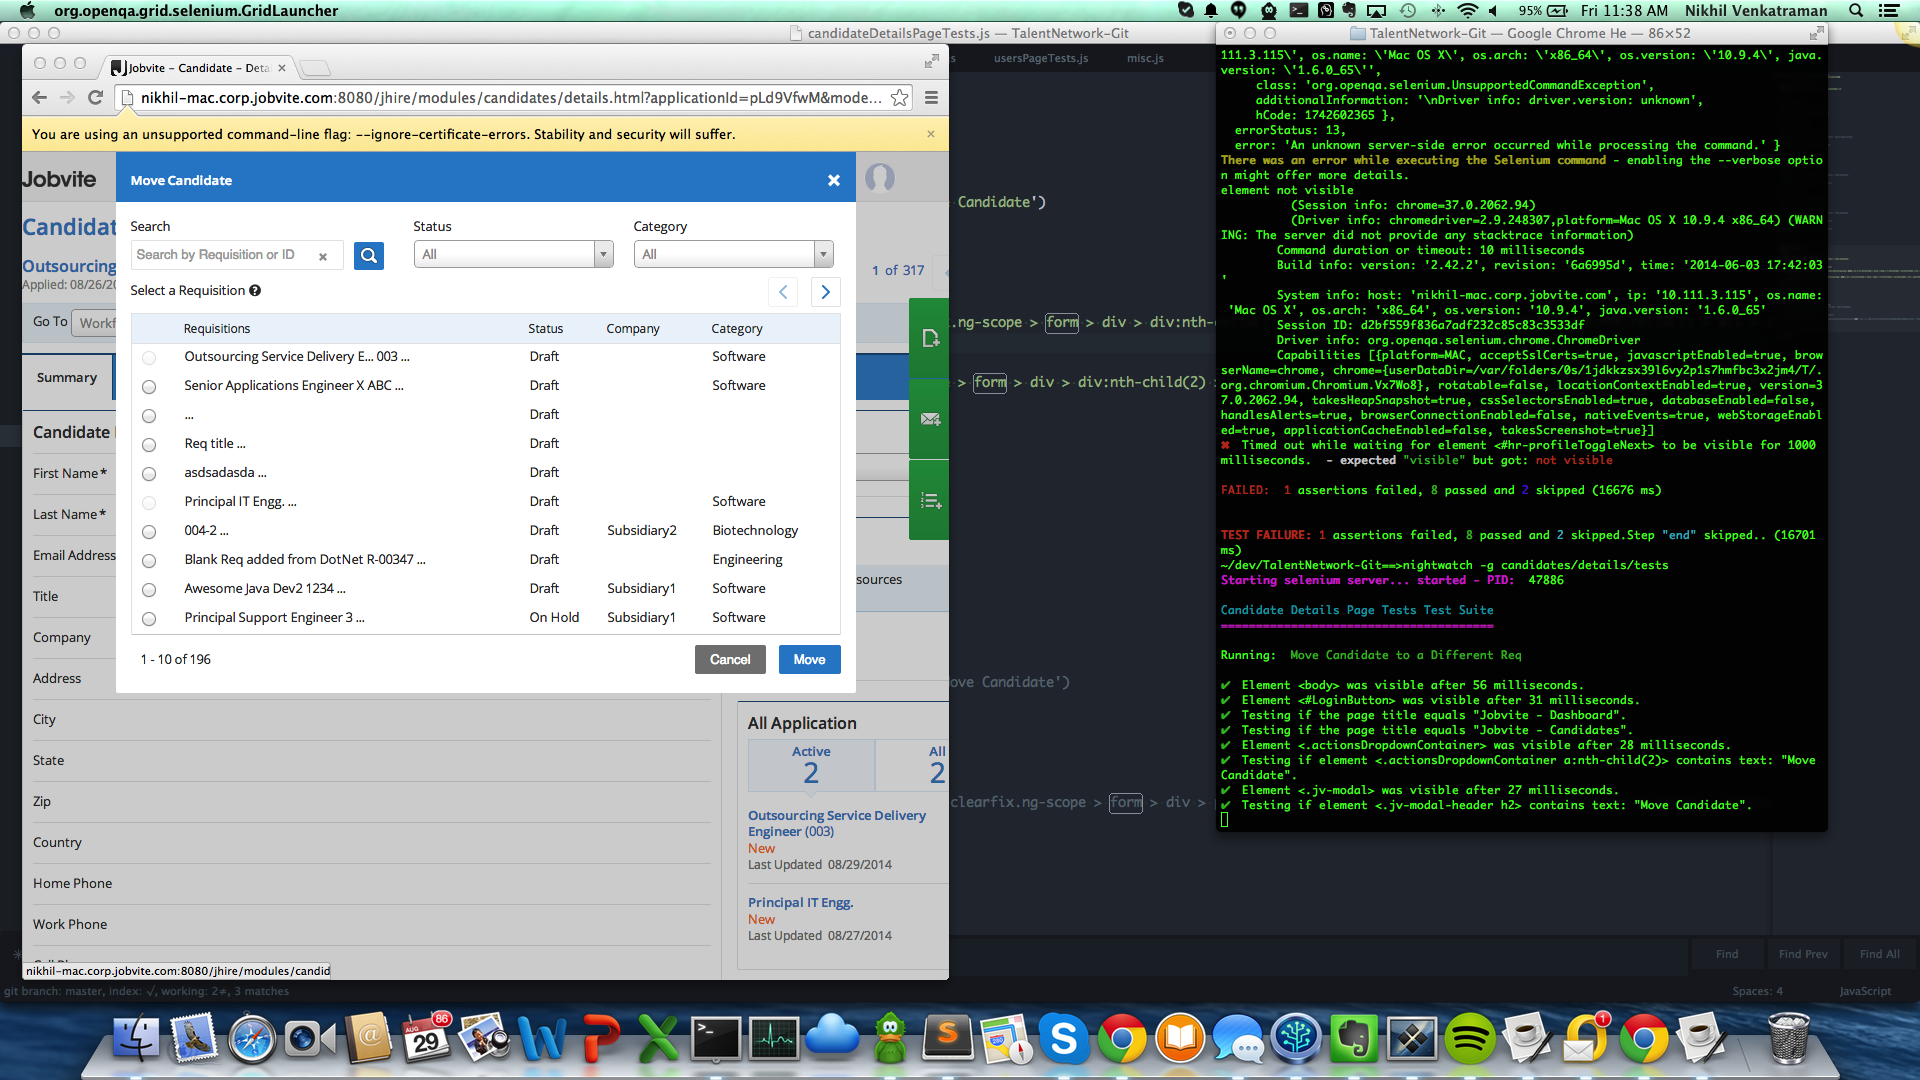 org.openqa.grid.selenium.GridLauncher
95%
Fri 11:38 AM Nikhil Venkatraman
candidateDetailsPageTests.js — TalentNetwork-Git
usersPageTests.js
misc.js
Jobvite - Candidate - Deta
nikhil-mac.corp.jobvite.com:8080/jhire/modules/candidates/details.html?applicationId=pLd9VfwM&mode...
You are using an unsupported command-line flag: --ignore-certificate-errors. Stability and security will suffer.
Jobvite
Candidat
Outsourcing
Applied: 08/26/20
Go To Workf
1 of 317
Move Candidate
Search
Status
Category
Search by Requisition or ID
All
All
Select a Requisition
Requisitions Status Company Category
Outsourcing Service Delivery E... 003 ... Draft Software
Senior Applications Engineer X ABC ... Draft Software
... Draft
Req title ... Draft
asdsadasda ... Draft
Principal IT Engg. ... Draft Software
004-2 ... Draft Subsidiary2 Biotechnology
Blank Req added from DotNet R-00347 ... Draft Engineering
Awesome Java Dev2 1234 ... Draft Subsidiary1 Software
Principal Support Engineer 3 ... On Hold Subsidiary1 Software
1 - 10 of 196
Cancel
Move
Summary
Candidate
First Name*
Last Name*
Email Address
Title
Company
Address
City
State
Zip
Country
Home Phone
Work Phone
sources
All Application
Active
2
All
2
Outsourcing Service Delivery
Engineer (003)
New
Last Updated 08/29/2014
Principal IT Engg.
New
Last Updated 08/27/2014
nikhil-mac.corp.jobvite.com:8080/jhire/modules/candid
Candidate')
.ng-scope > form > div > div:nth-
> form > div > div:nth-child(2)
ove Candidate')
clearfix.ng-scope > form > div >
git branch: master, index: √, working: 2≠, 3 matches
Find
Find Prev
Find All
Spaces: 4
JavaScript
TalentNetwork-Git — Google Chrome He — 86×52
111.3.115\', os.name: \'Mac OS X\', os.arch: \'x86_64\', os.version: \'10.9.4\', java.
version: \'1.6.0_65\'',
class: 'org.openqa.selenium.UnsupportedCommandException',
additionalInformation: '\nDriver info: driver.version: unknown',
hCode: 1742602365 },
errorStatus: 13,
error: 'An unknown server-side error occurred while processing the command.' }
There was an error while executing the Selenium command - enabling the --verbose optio
n might offer more details.
element not visible
(Session info: chrome=37.0.2062.94)
(Driver info: chromedriver=2.9.248307,platform=Mac OS X 10.9.4 x86_64) (WARN
ING: The server did not provide any stacktrace information)
Command duration or timeout: 10 milliseconds
Build info: version: '2.42.2', revision: '6a6995d', time: '2014-06-03 17:42:03
'
System info: host: 'nikhil-mac.corp.jobvite.com', ip: '10.111.3.115', os.name:
'Mac OS X', os.arch: 'x86_64', os.version: '10.9.4', java.version: '1.6.0_65'
Session ID: d2bf559f836a7adf232c85c83c3533df
Driver info: org.openqa.selenium.chrome.ChromeDriver
Capabilities [{platform=MAC, acceptSslCerts=true, javascriptEnabled=true, brow
serName=chrome, chrome={userDataDir=/var/folders/0s/1jdkkzsx39l6vy2p1s7hmfbc3x2jm4/T/.
org.chromium.Chromium.Vx7Wo8}, rotatable=false, locationContextEnabled=true, version=3
7.0.2062.94, takesHeapSnapshot=true, cssSelectorsEnabled=true, databaseEnabled=false,
handlesAlerts=true, browserConnectionEnabled=false, nativeEvents=true, webStorageEnabl
ed=true, applicationCacheEnabled=false, takesScreenshot=true}]
✖ Timed out while waiting for element <#hr-profileToggleNext> to be visible for 1000
milliseconds. - expected "visible" but got: not visible
FAILED: 1 assertions failed, 8 passed and 2 skipped (16676 ms)
TEST FAILURE: 1 assertions failed, 8 passed and 2 skipped.Step "end" skipped.. (16701
ms)
~/dev/TalentNetwork-Git==>nightwatch -g candidates/details/tests
Starting selenium server... started - PID: 47886
Candidate Details Page Tests Test Suite
=======================================
Running: Move Candidate to a Different Req
✔ Element <body> was visible after 56 milliseconds.
✔ Element <#LoginButton> was visible after 31 milliseconds.
✔ Testing if the page title equals "Jobvite - Dashboard".
✔ Testing if the page title equals "Jobvite - Candidates".
✔ Element <.actionsDropdownContainer> was visible after 28 milliseconds.
✔ Testing if element <.actionsDropdownContainer a:nth-child(2)> contains text: "Move
Candidate".
✔ Element <.jv-modal> was visible after 27 milliseconds.
✔ Testing if element <.jv-modal-header h2> contains text: "Move Candidate".
AUG
29
86
1